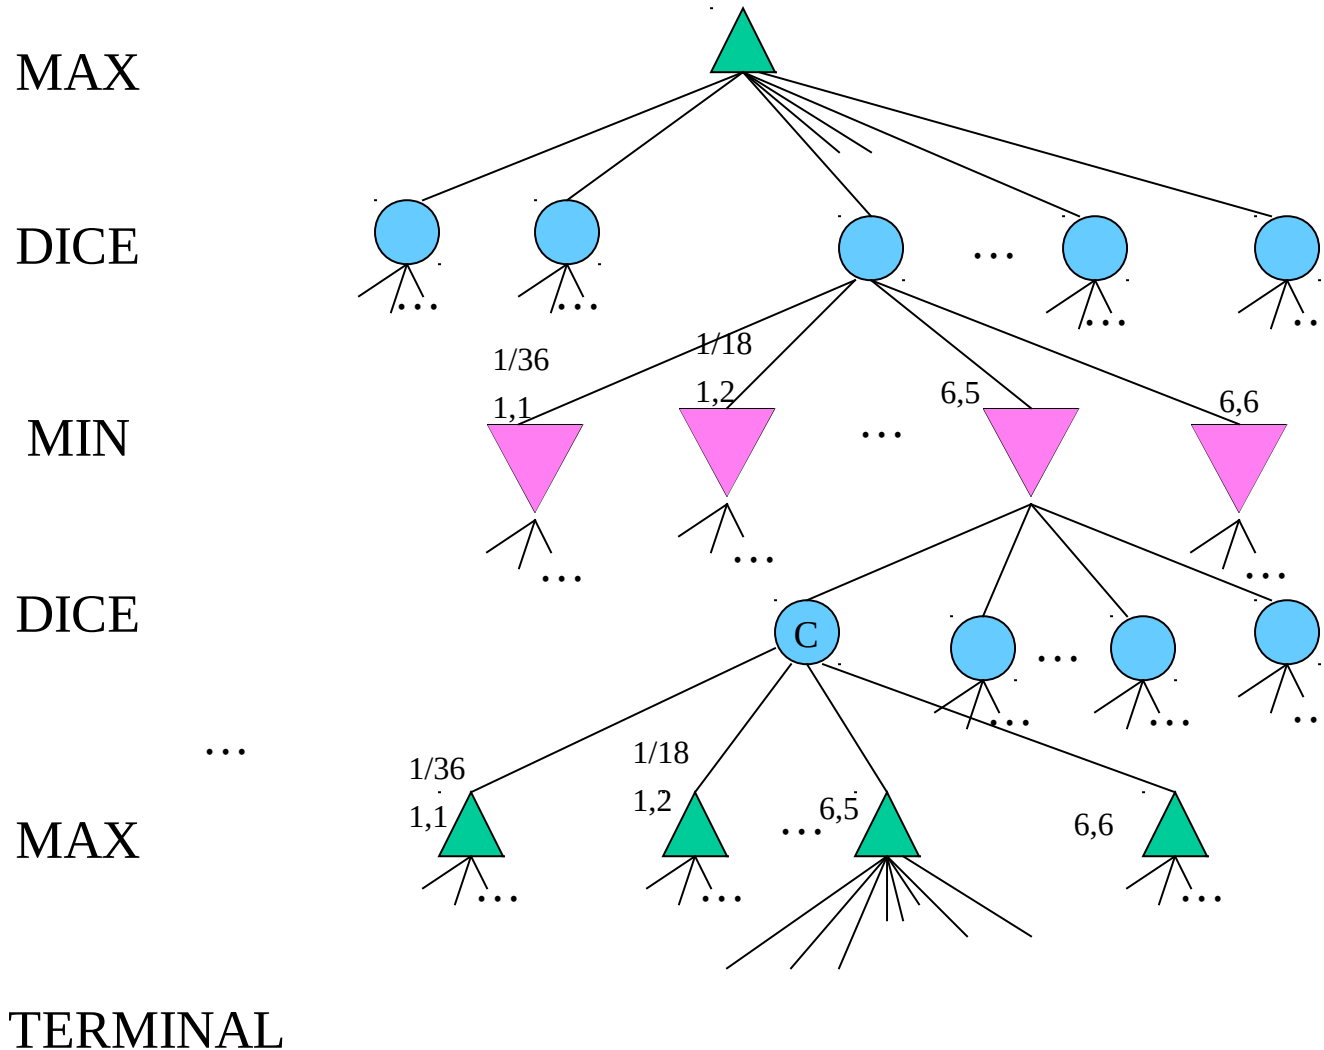 MAX
DICE
...
... ... ... ..
1/36 1/18
1,1 1,2 6,5 6,6
MIN
...
... ... ...
DICE
C
...
... ... ..
...
1/36 1/18
1,1 1,2 ... 6,5 6,6
MAX
... ... ...
TERMINAL